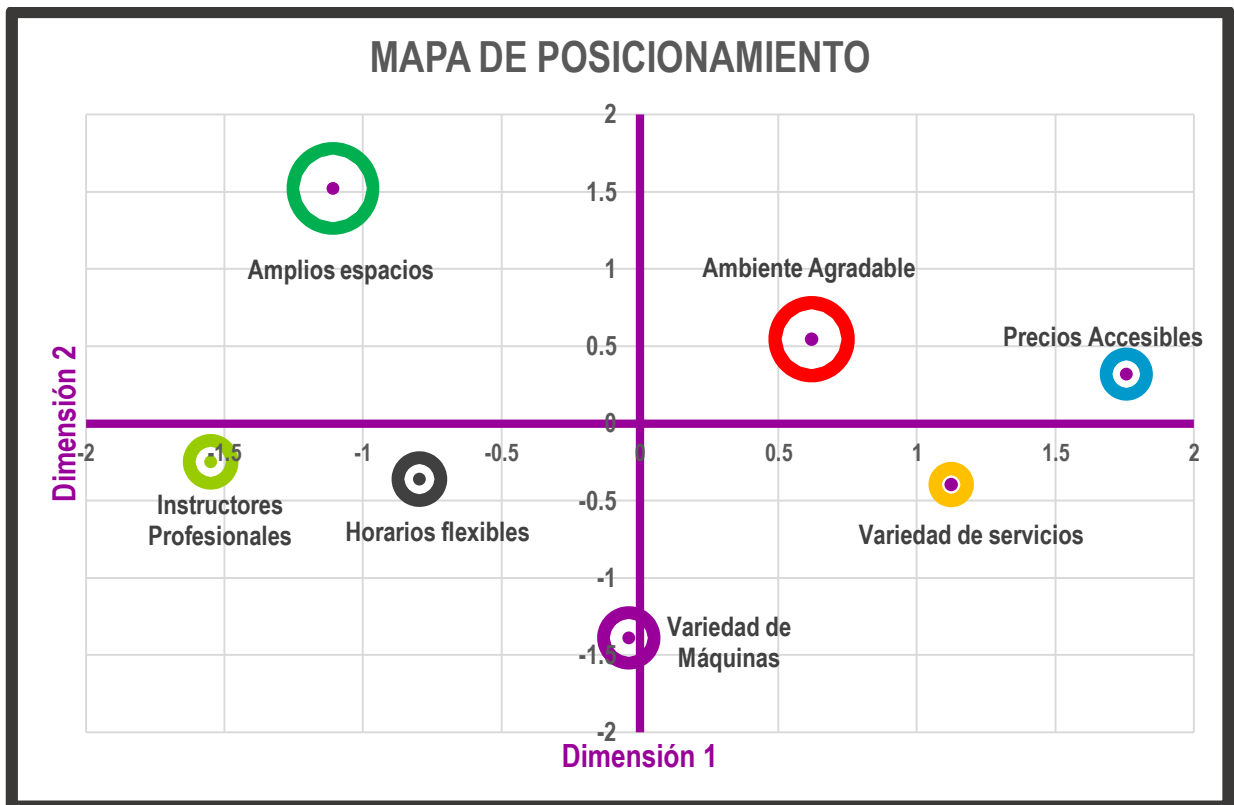 MAPA DE POSICIONAMIENTO
2
1.5
Amplios espacios
1
Ambiente Agradable
0.5
Precios Accesibles
Dimensión 2
0
-2
-1.5
-1
-0.5
0
0.5
1
1.5
2
Instructores
Profesionales
Horarios flexibles
-0.5
Variedad de servicios
-1
Variedad de
Máquinas
-1.5
-2
Dimensión 1